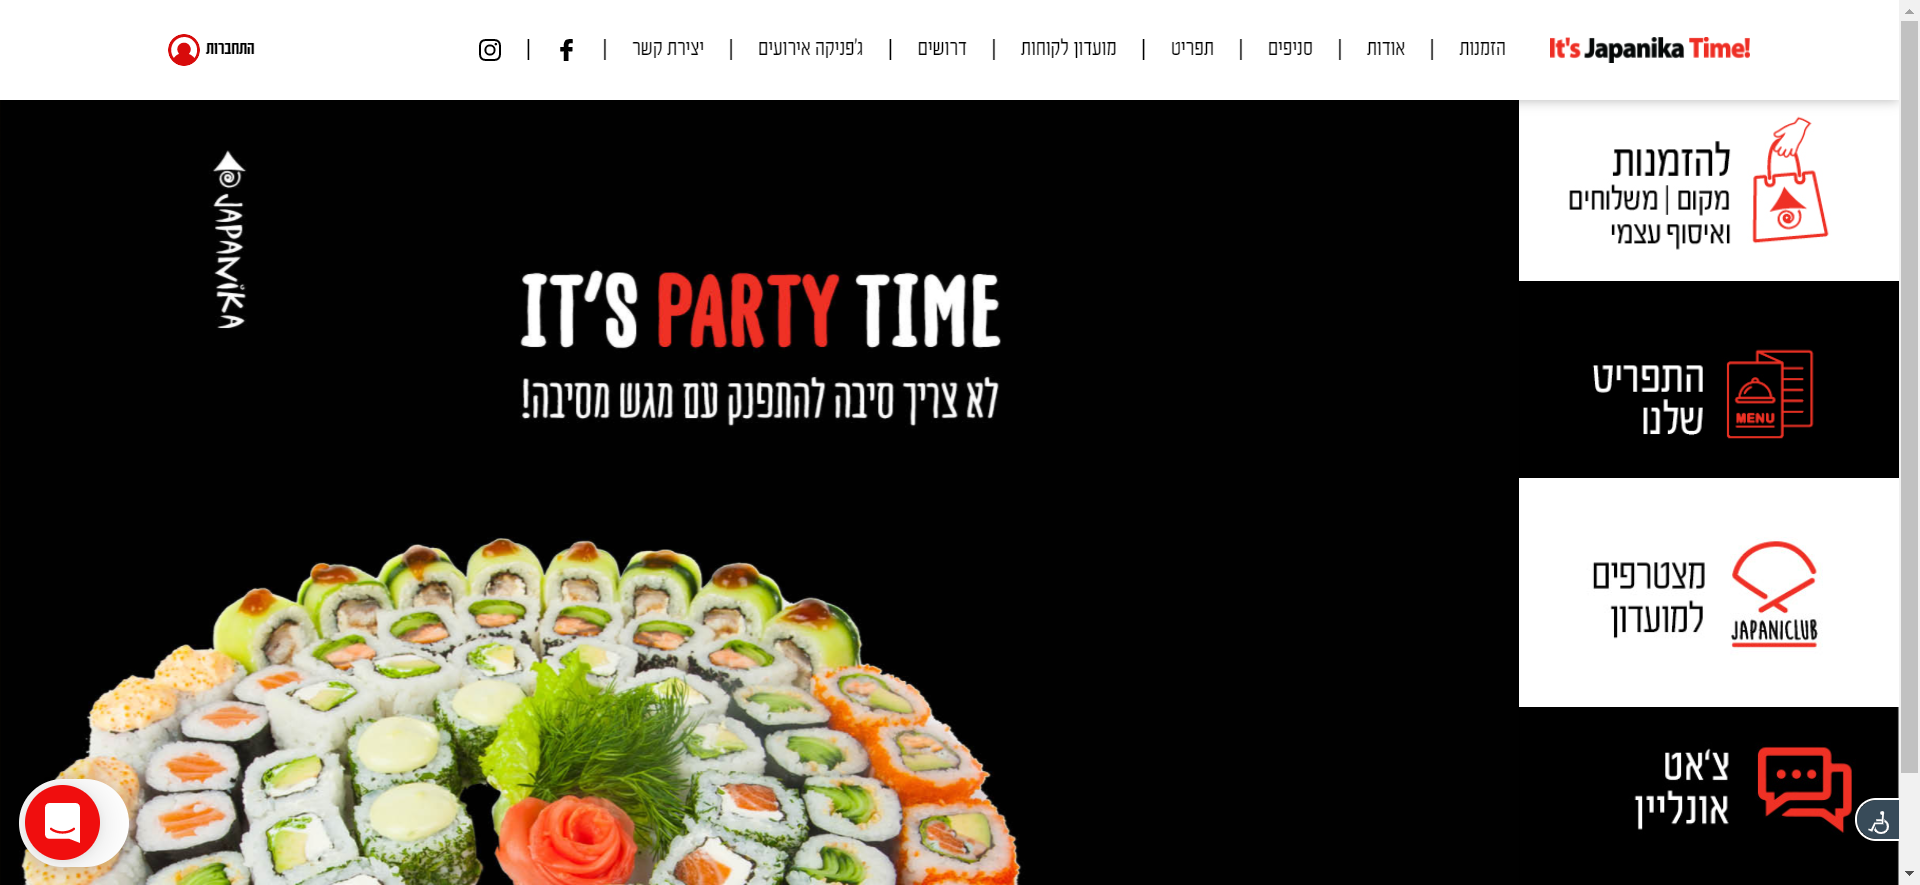 It's Japanika Time!
הזמנות | אודות | סניפים | תפריט | מועדון לקוחות | דרושים | ג'פניקה אירועים | יצירת קשר | | 
התחברות
להזמנות
מקום | משלוחים
ואיסוף עצמי
JAPANIKA
IT'S PARTY TIME
לא צריך סיבה להתפנק עם מגש מסיבה!
התפריט
שלנו
MENU
מצטרפים
למועדון
JAPANICLUB
צ'אט
אונליין